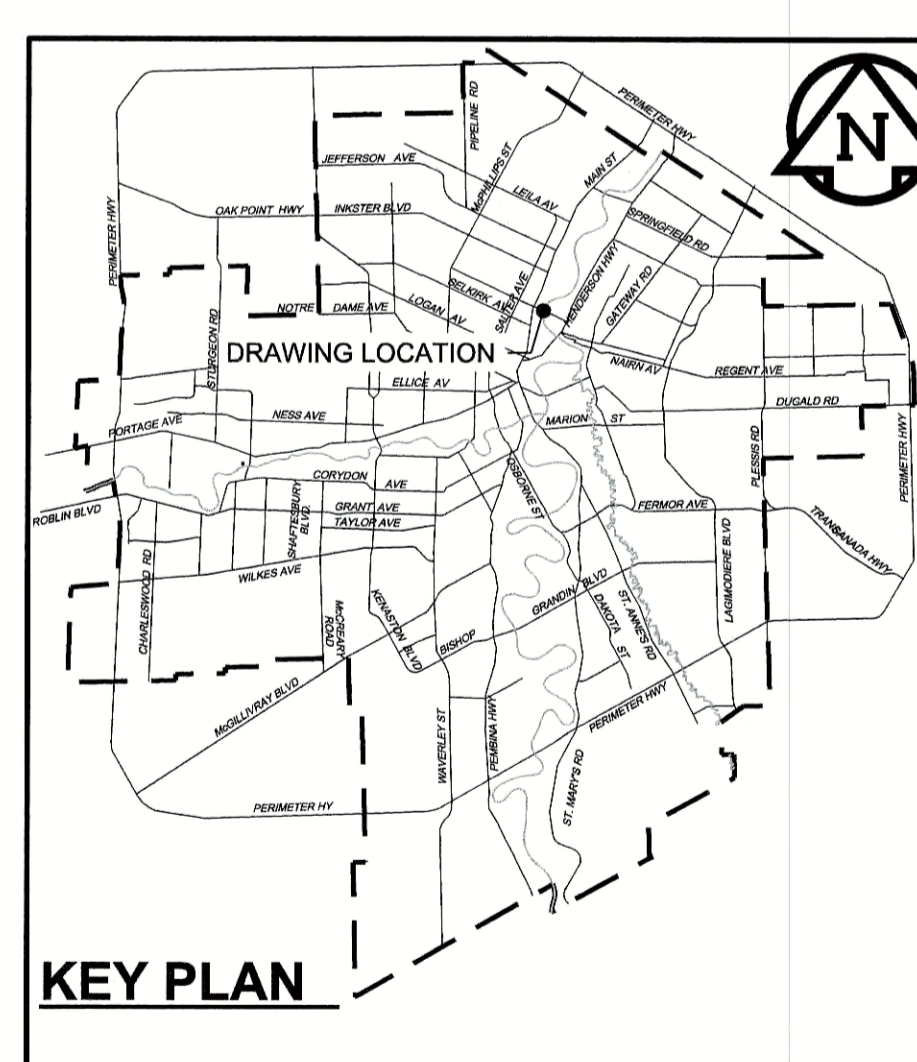 PERIMETER HWY
N
PIPELINE RD
McPHILLIPS ST
MAIN ST
JEFFERSON AVE
LEILA AV
OAK POINT HWY
INKSTER BLVD
SPRINGFIELD RD
PERIMETER HWY
HENDERSON HWY
GATEWAY RD
SELKIRK AV
SALTER AVE
NOTRE DAME AVE
LOGAN AV
STURGEON RD
DRAWING LOCATION
NAIRN AV
REGENT AVE
ELLICE AV
DUGALD RD
NESS AVE
MARION ST
PORTAGE AVE
PLESSIS RD
PERIMETER HWY
CORYDON AVE
OSBORNE ST
ROBLIN BLVD
SHAFTESBURY BLVD.
GRANT AVE
TAYLOR AVE
FERMOR AVE
TRANSANADA HWY
LAGIMODIERE BLVD
WILKES AVE
CHARLESWOOD RD
McCREARY
ROAD
KENASTON BLVD
BISHOP GRANDIN BLVD
DAKOTA ST
ST. ANNE'S RD
McGILLIVRAY BLVD
WAVERLEY ST
PEMBINA HWY
PERIMETER HWY
ST. MARY'S RD
PERIMETER HY
KEY PLAN